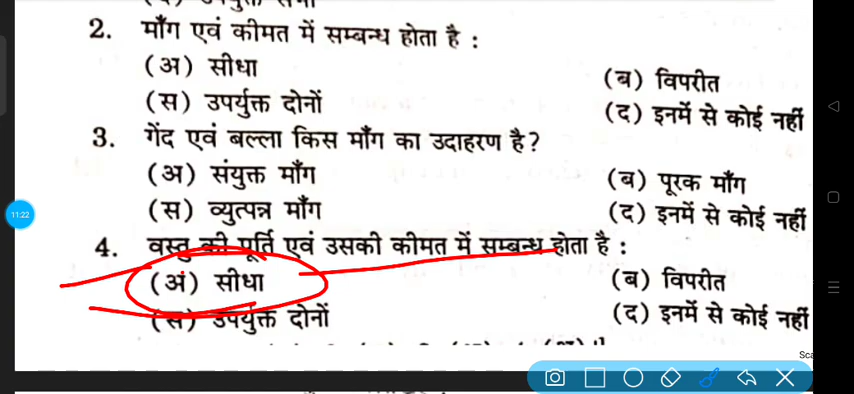 2. माँग एवं कीमत में सम्बन्ध होता है :
(अ) सीधा (ब) विपरीत
(स) उपर्युक्त दोनों (द) इनमें से कोई नहीं
3. गेंद एवं बल्ला किस माँग का उदाहरण है?
(अ) संयुक्त माँग (ब) पूरक माँग
(स) व्युत्पन्न माँग (द) इनमें से कोई नहीं
11:22
4. वस्तु की पूर्ति एवं उसकी कीमत में सम्बन्ध होता है :
(अ) सीधा (ब) विपरीत
(स) उपर्युक्त दोनों (द) इनमें से कोई नहीं